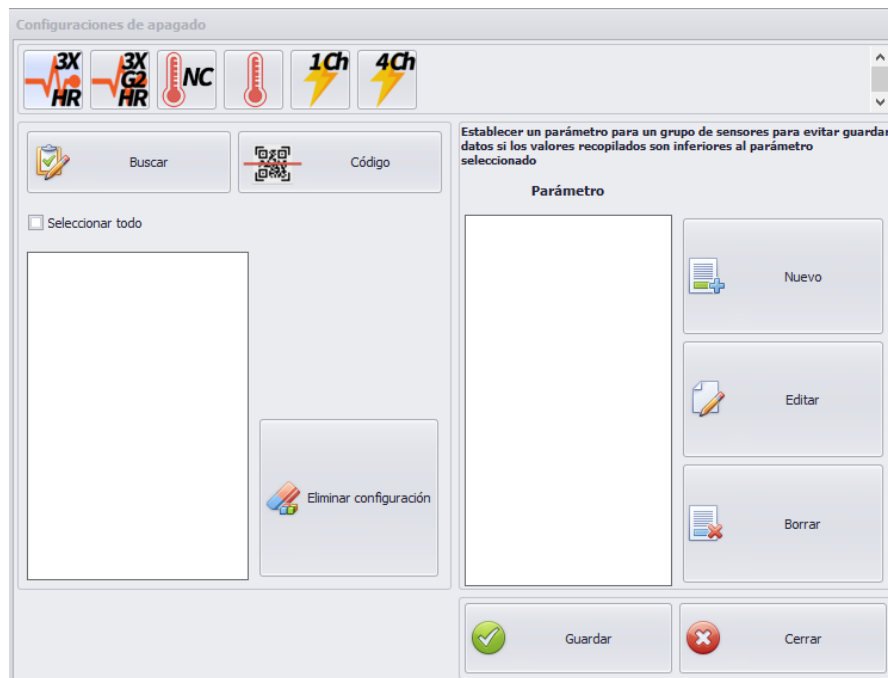 Configuraciones de apagado
3X
HR
3X
G2
HR
NC
1Ch
4Ch
Buscar
Código
Seleccionar todo
Eliminar configuración
Establecer un parámetro para un grupo de sensores para evitar guardar
datos si los valores recopilados son inferiores al parámetro
seleccionado
Parámetro
Nuevo
Editar
Borrar
Guardar
Cerrar